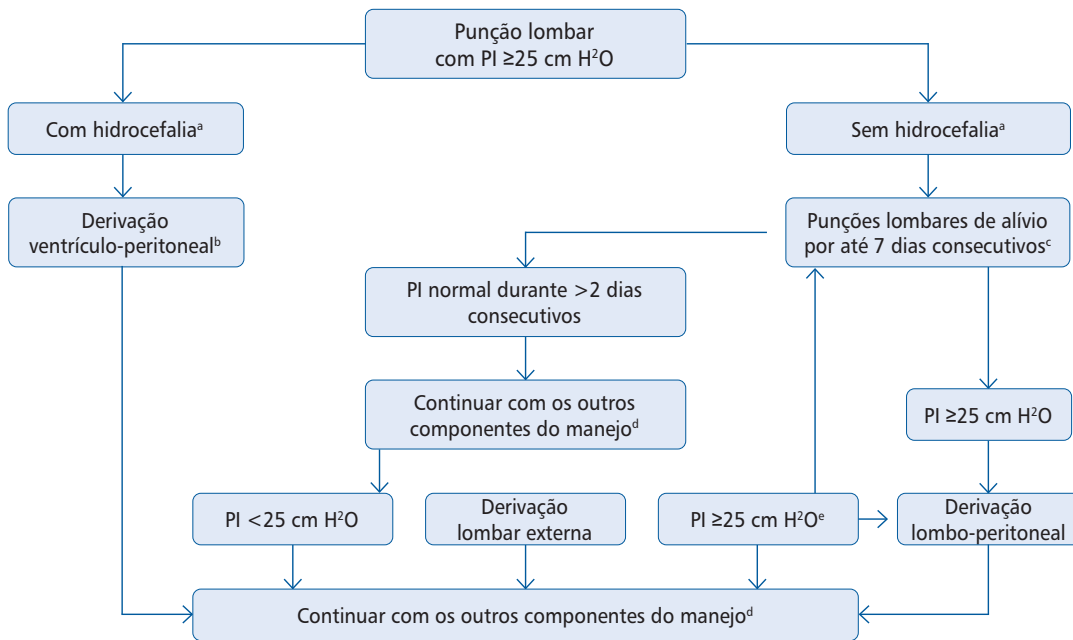 Punção lombar
com PI ≥25 cm H²O
Com hidrocefaliaᵃ
Sem hidrocefaliaᵃ
Derivação
ventrículo-peritonealᵇ
Punções lombares de alívio
por até 7 dias consecutivosᶜ
PI normal durante >2 dias
consecutivos
Continuar com os outros
componentes do manejoᵈ
PI ≥25 cm H²O
PI <25 cm H²O
Derivação
lombar externa
PI ≥25 cm H²Oᵉ
Derivação
lombo-peritoneal
Continuar com os outros componentes do manejoᵈ